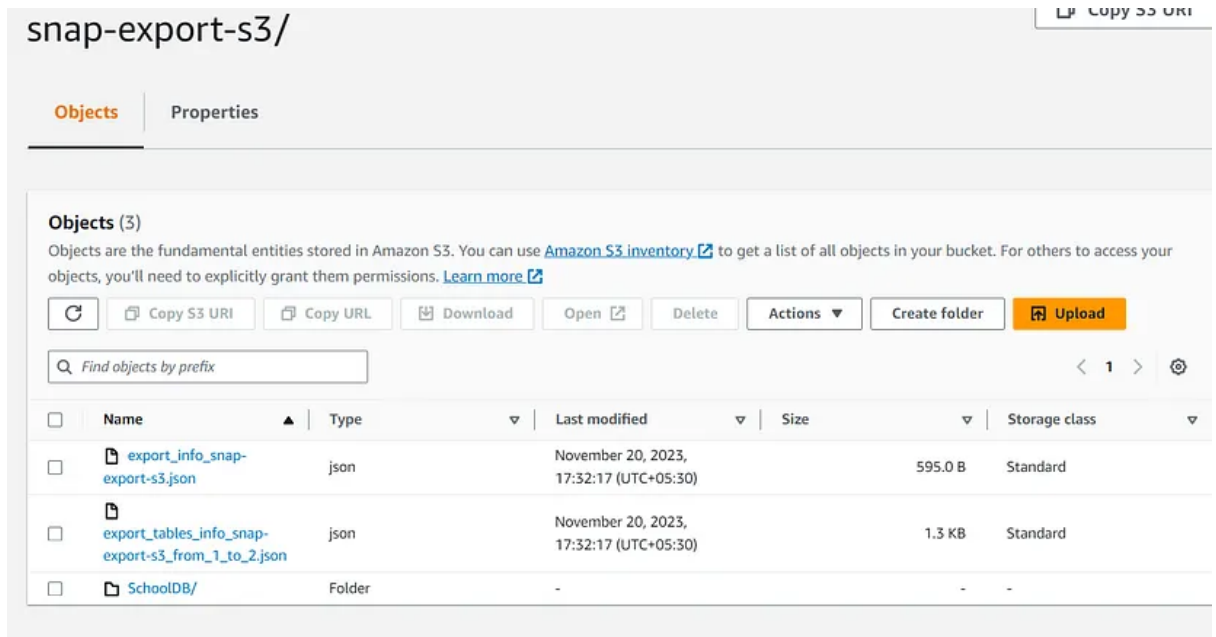 snap-export-s3/
Copy S3 URI
Objects
Properties
Objects (3)
Objects are the fundamental entities stored in Amazon S3. You can use Amazon S3 inventory to get a list of all objects in your bucket. For others to access your
objects, you'll need to explicitly grant them permissions. Learn more
Copy S3 URI Copy URL Download Open Delete Actions Create folder Upload
Find objects by prefix
1
Name Type Last modified Size Storage class
export_info_snap-
export-s3.json
json
November 20, 2023,
17:32:17 (UTC+05:30)
595.0 B
Standard
export_tables_info_snap-
export-s3_from_1_to_2.json
json
November 20, 2023,
17:32:17 (UTC+05:30)
1.3 KB
Standard
SchoolDB/ Folder - - -